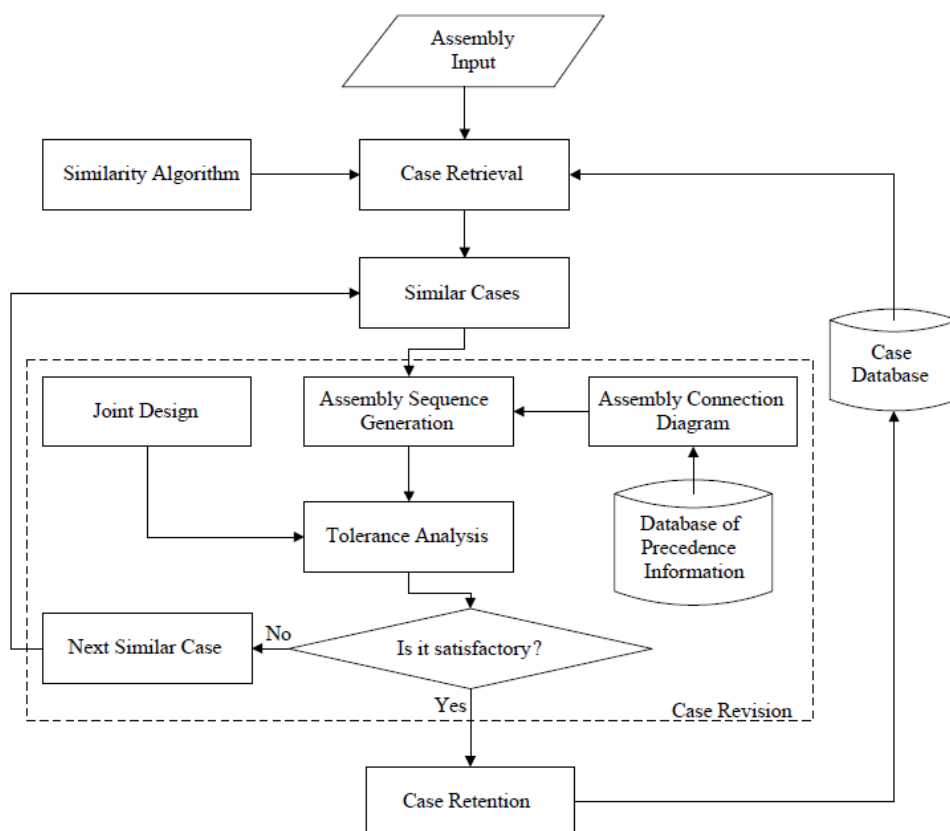 Assembly
Input
Similarity Algorithm
Case Retrieval
Similar Cases
Case
Database
Joint Design
Assembly Sequence
Generation
Assembly Connection
Diagram
Tolerance Analysis
Database of
Precedence
Information
Next Similar Case
No
Is it satisfactory?
Yes
Case Revision
Case Retention